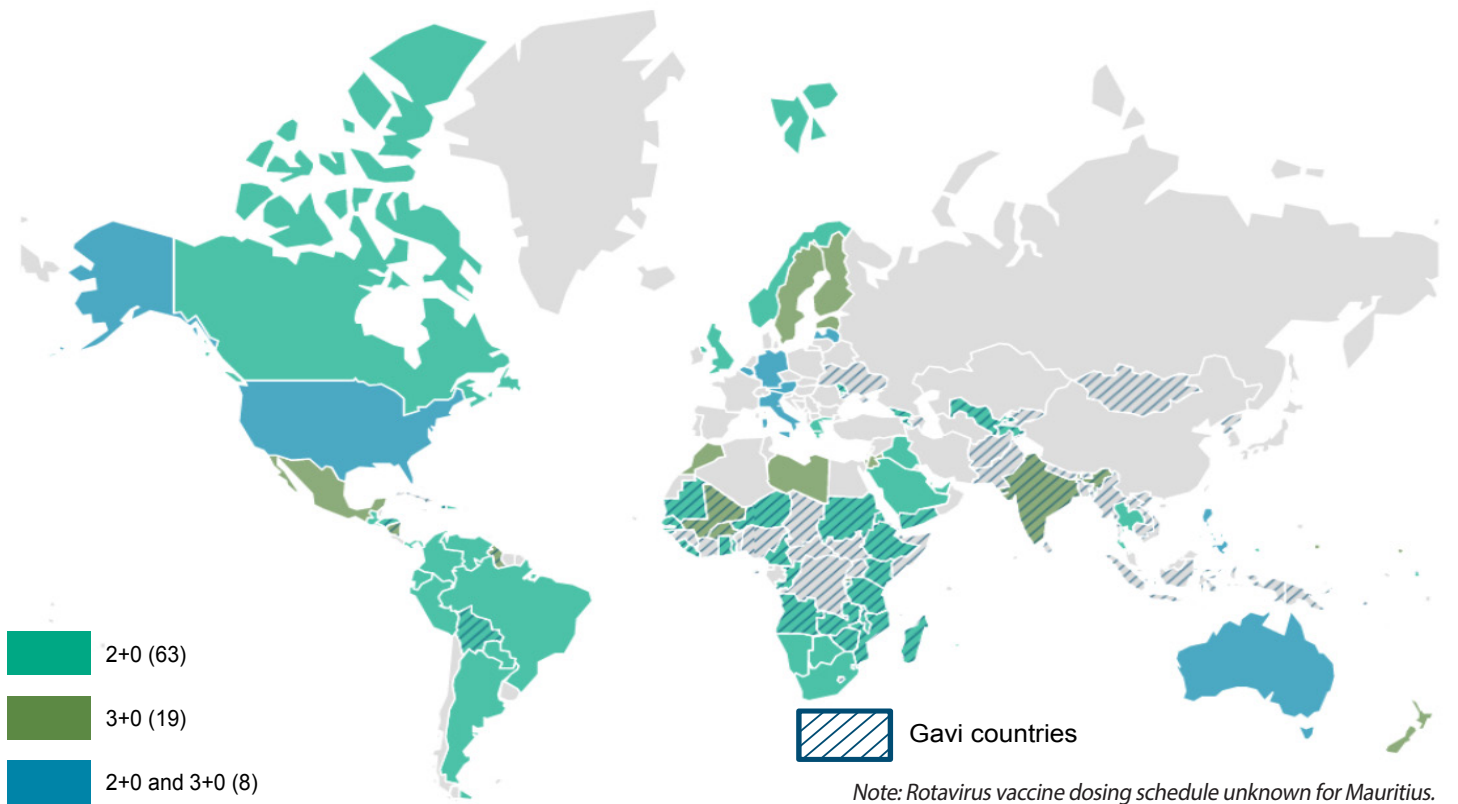 2+0 (63)
3+0 (19)
2+0 and 3+0 (8)
Gavi countries
Note: Rotavirus vaccine dosing schedule unknown for Mauritius.